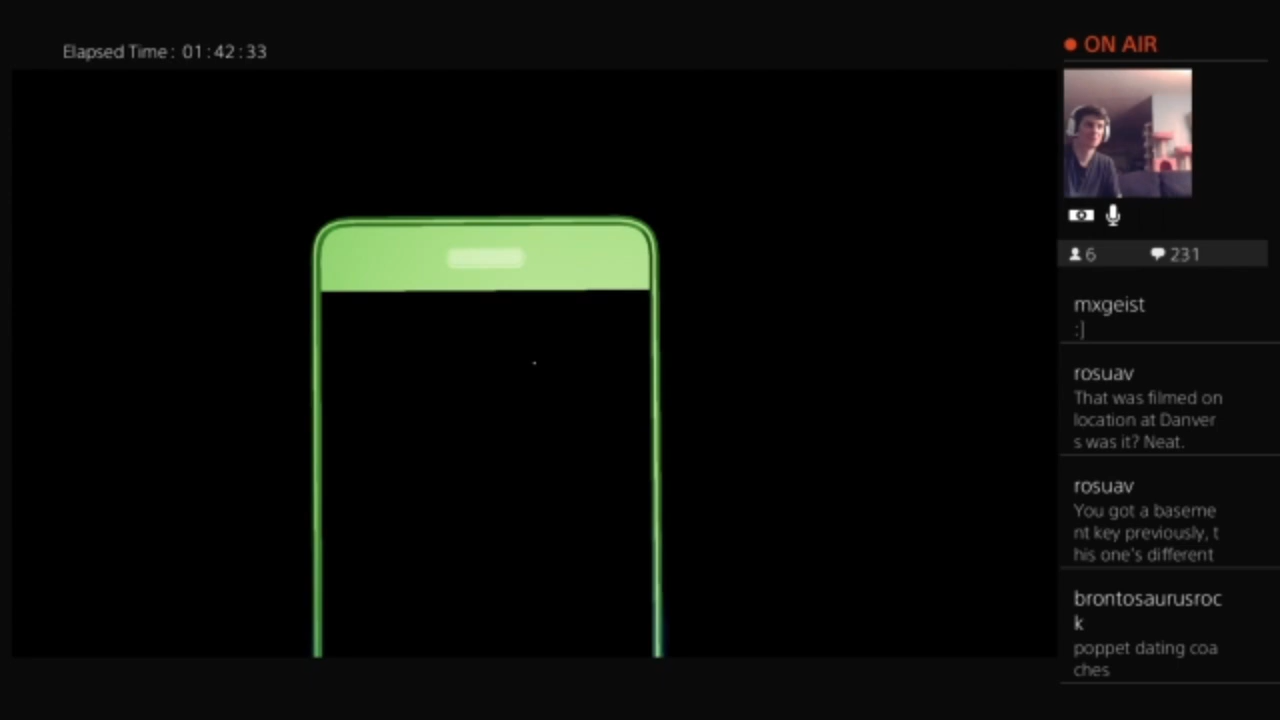 Elapsed Time: 01:42:33
ON AIR
6 231
mxgeist
:]
rosuav
That was filmed on
location at Danver
s was it? Neat.
rosuav
You got a baseme
nt key previously, t
his one's different
brontosaurusroc
k
poppet dating coa
ches